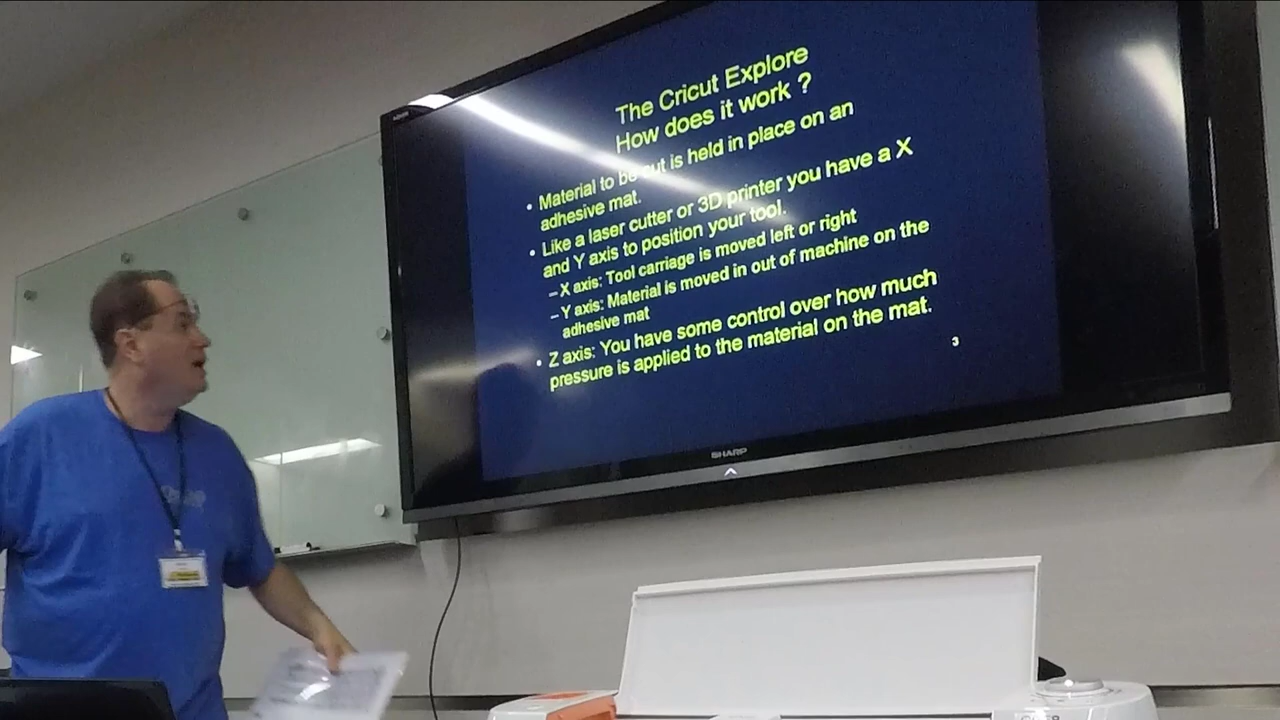 The Cricut Explore
How does it work ?
• Material to be cut is held in place on an
adhesive mat.
• Like a laser cutter or 3D printer you have a X
and Y axis to position your tool.
– X axis: Tool carriage is moved left or right
– Y axis: Material is moved in out of machine on the
adhesive mat
• Z axis: You have some control over how much
pressure is applied to the material on the mat.
3
SHARP